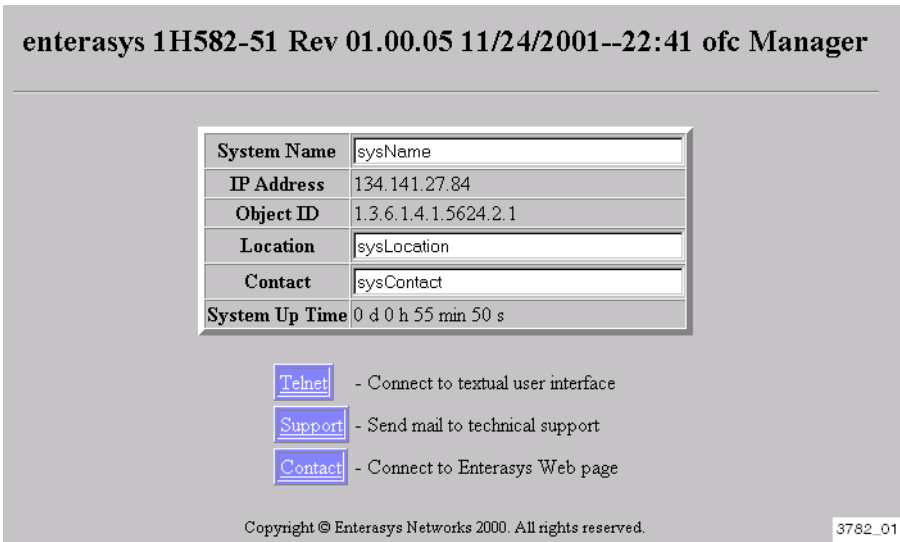 enterasys 1H582-51 Rev 01.00.05 11/24/2001--22:41 ofc Manager
System Name sysName
IP Address 134.141.27.84
Object ID 1.3.6.1.4.1.5624.2.1
Location sysLocation
Contact sysContact
System Up Time 0 d 0 h 55 min 50 s
Telnet - Connect to textual user interface
Support - Send mail to technical support
Contact - Connect to Enterasys Web page
Copyright © Enterasys Networks 2000. All rights reserved.
3782_01